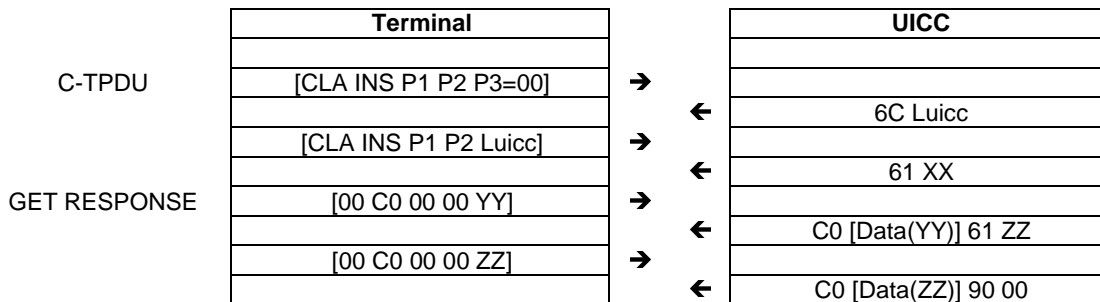 Terminal UICC
C-TPDU [CLA INS P1 P2 P3=00] ➔
🡰 6C Luicc
[CLA INS P1 P2 Luicc] ➔
🡰 61 XX
GET RESPONSE [00 C0 00 00 YY] ➔
🡰 C0 [Data(YY)] 61 ZZ
[00 C0 00 00 ZZ] ➔
🡰 C0 [Data(ZZ)] 90 00